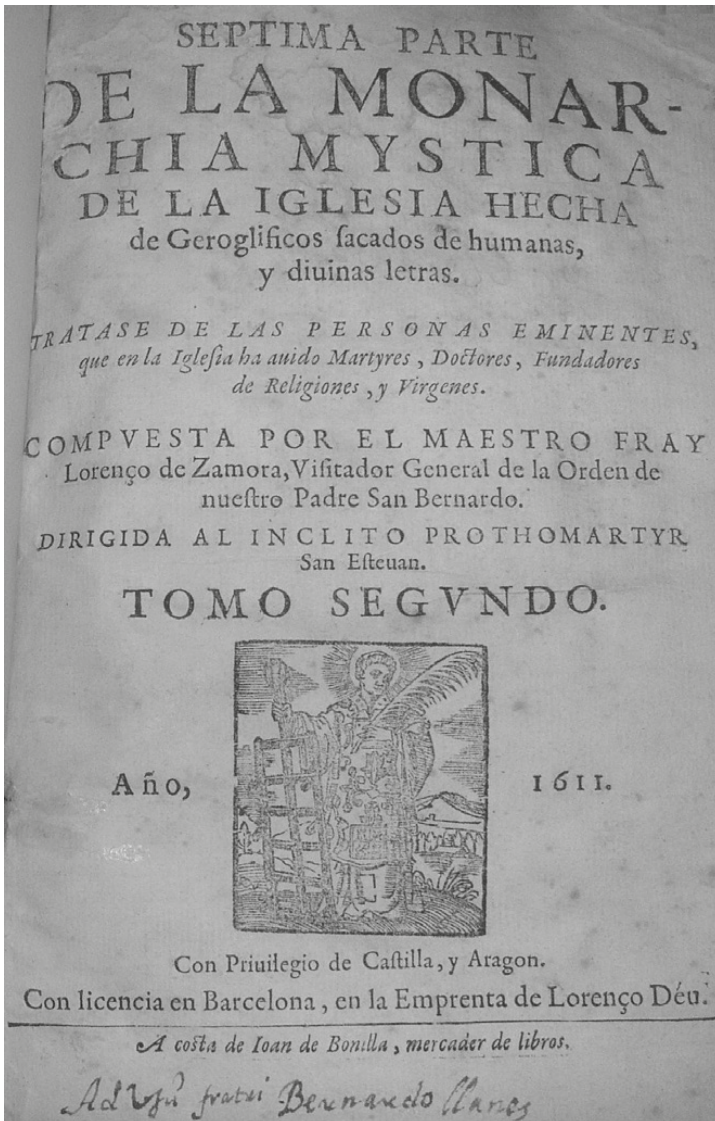 SEPTIMA PARTE
DE LA MONAR-
CHIA MYSTICA
DE LA IGLESIA HECHA
de Geroglificos ſacados de humanas,
y diuinas letras.
TRATASE DE LAS PERSONAS EMINENTES,
que en la Igleſia ha auido Martyres, Doctores, Fundadores
de Religiones, y Virgenes.
COMPVESTA POR EL MAESTRO FRAY
Lorenço de Zamora, Viſitador General de la Orden de
nueſtro Padre San Bernardo.
DIRIGIDA AL INCLITO PROTHOMARTYR
San Eſteuan.
TOMO SEGVNDO.
Año, 1611.
Con Priuilegio de Caſtilla, y Aragon.
Con licencia en Barcelona, en la Emprenta de Lorenço Déu.
A coſta de Ioan de Bonilla, mercader de libros.
Ad Vsũ fratri Bernardo llanes